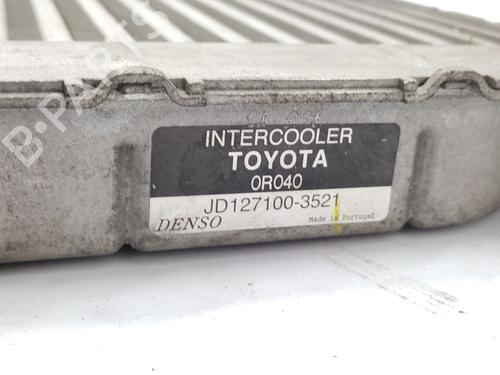 B-PARTS
INTERCOOLER
TOYOTA
0R040
JD127100-3521
DENSO Made in Portugal